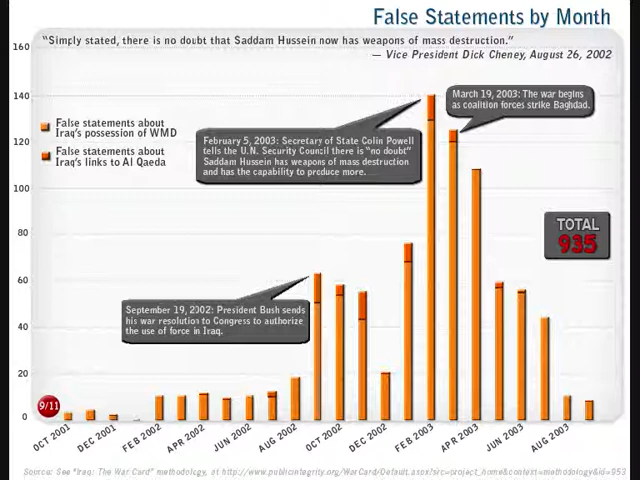 False Statements by Month
“Simply stated, there is no doubt that Saddam Hussein now has weapons of mass destruction.”
— Vice President Dick Cheney, August 26, 2002
160
140
120
100
80
60
40
20
0
False statements about
Iraq's possession of WMD
False statements about
Iraq's links to Al Qaeda
February 5, 2003: Secretary of State Colin Powell
tells the U.N. Security Council there is “no doubt”
Saddam Hussein has weapons of mass destruction
and has the capability to produce more.
March 19, 2003: The war begins
as coalition forces strike Baghdad.
TOTAL
935
September 19, 2002: President Bush sends
his war resolution to Congress to authorize
the use of force in Iraq.
9/11
OCT 2001
DEC 2001
FEB 2002
APR 2002
JUN 2002
AUG 2002
OCT 2002
DEC 2002
FEB 2003
APR 2003
JUN 2003
AUG 2003
Source: See "Iraq: The War Card" methodology, at http://www.publicintegrity.org/WarCard/Default.aspx?src=project_home&context=methodology&id=953